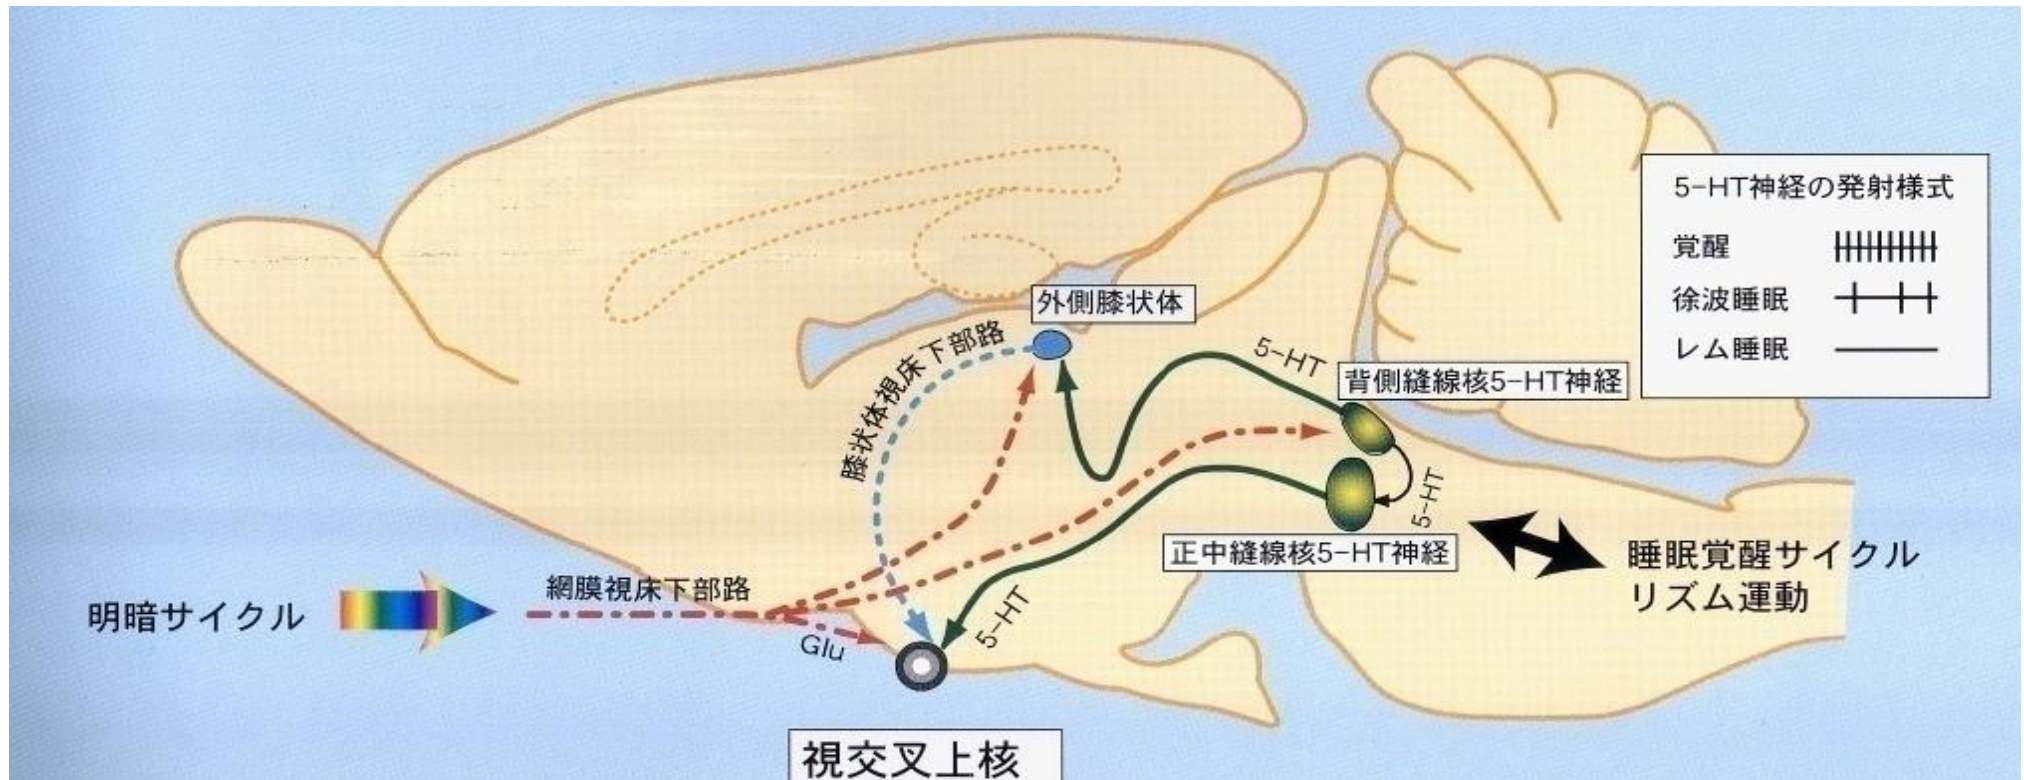 5-HT神経の発射様式
覚醒
徐波睡眠
レム睡眠
外側膝状体
膝状体視床下部路
5-HT
背側縫線核5-HT神経
5-HT
正中縫線核5-HT神経
睡眠覚醒サイクル
リズム運動
明暗サイクル
網膜視床下部路
Glu
5-HT
視交叉上核